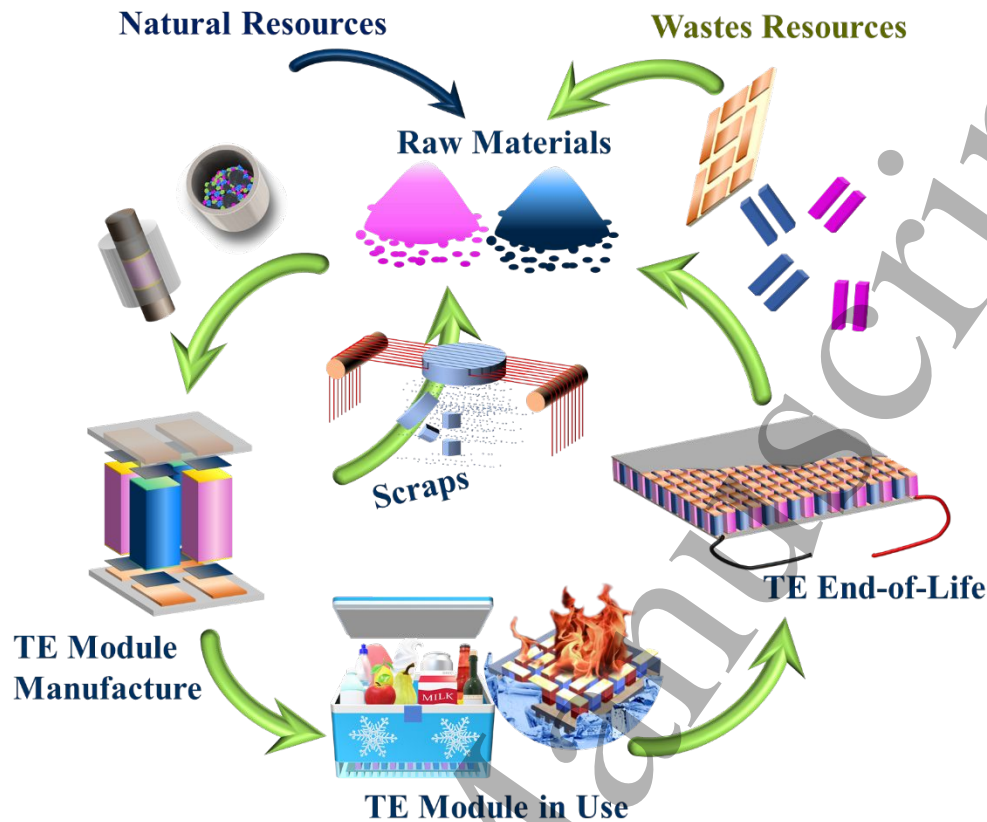 Natural Resources
Wastes Resources
Raw Materials
Scraps
TE End-of-Life
TE Module
Manufacture
MILK
TE Module in Use
Manuscrip